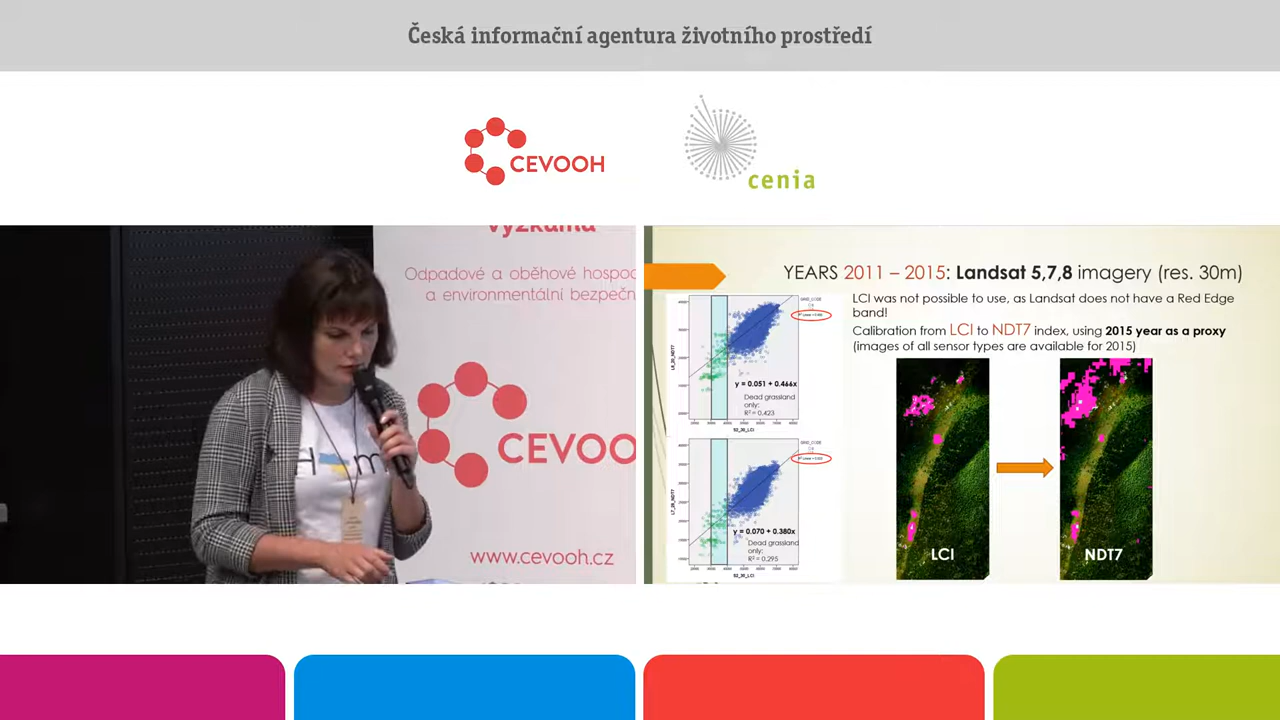 Česká informační agentura životního prostředí
CEVOOH
cenia
výzkumu
Odpadové a oběhové hospod
a environmentální bezpečn
CEVOO
www.cevooh.cz
H m
YEARS 2011 – 2015: Landsat 5,7,8 imagery (res. 30m)
LCI was not possible to use, as Landsat does not have a Red Edge
band!
Calibration from LCI to NDT7 index, using 2015 year as a proxy
(images of all sensor types are available for 2015)
y = 0.051 + 0.466x
Dead grassland
only:
R² = 0.423
S2_20_LCI
y = 0.070 + 0.380x
Dead grassland
only:
R² = 0.295
S2_20_LCI
LCI
NDT7